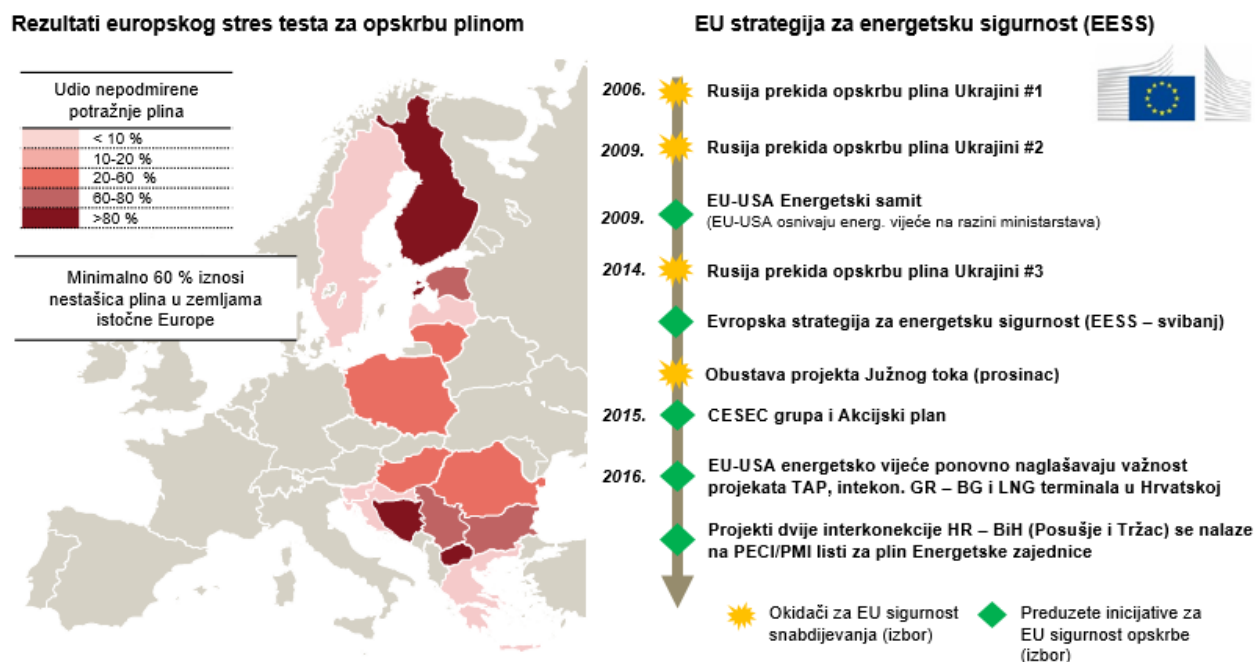 Rezultati europskog stres testa za opskrbu plinom
Udio nepodmirene
potražnje plina
< 10 %
10-20 %
20-60 %
60-80 %
>80 %
Minimalno 60 % iznosi
nestašica plina u zemljama
istočne Europe
EU strategija za energetsku sigurnost (EESS)
2006.
Rusija prekida opskrbu plina Ukrajini #1
2009.
Rusija prekida opskrbu plina Ukrajini #2
2009.
EU-USA Energetski samit
(EU-USA osnivaju energ. vijeće na razini ministarstava)
2014.
Rusija prekida opskrbu plina Ukrajini #3
Evropska strategija za energetsku sigurnost (EESS – svibanj)
Obustava projekta Južnog toka (prosinac)
2015.
CESEC grupa i Akcijski plan
2016.
EU-USA energetsko vijeće ponovno naglašavaju važnost
projekata TAP, intekon. GR – BG i LNG terminala u Hrvatskoj
Projekti dvije interkonekcije HR – BiH (Posušje i Tržac) se nalaze
na PECI/PMI listi za plin Energetske zajednice
Okidači za EU sigurnost
snabdijevanja (izbor)
Preduzete inicijative za
EU sigurnost opskrbe
(izbor)